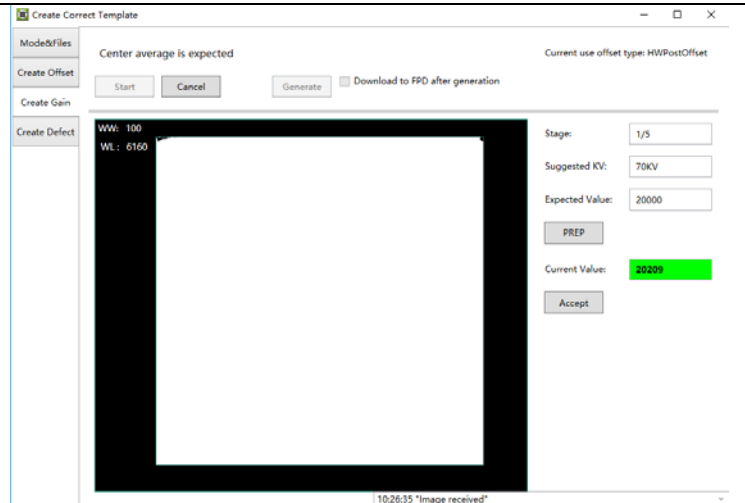 Create Correct Template
Mode&Files
Create Offset
Create Gain
Create Defect
Center average is expected
Current use offset type: HWPostOffset
Start
Cancel
Generate
Download to FPD after generation
WW: 100
WL: 6160
Stage:
1/5
Suggested KV:
70KV
Expected Value:
20000
PREP
Current Value:
20209
Accept
10:26:35 "Image received"